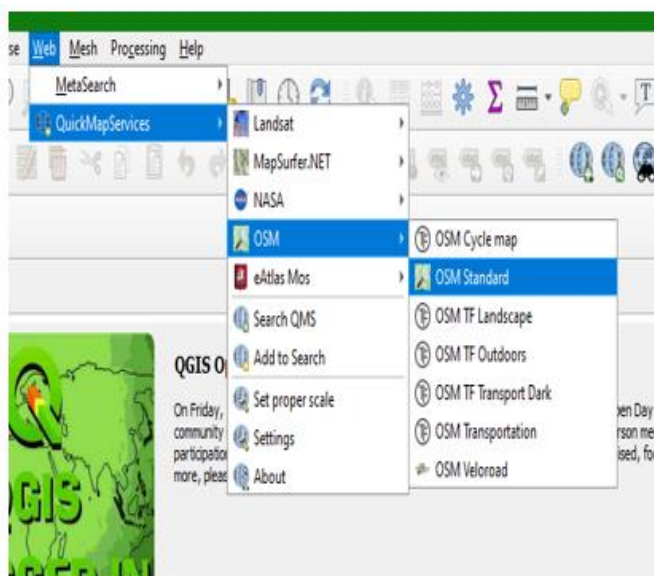 se Web Mesh Processing Help
MetaSearch
QuickMapServices
Landsat
MapSurfer.NET
NASA
OSM
eAtlas Mos
Search QMS
Add to Search
Set proper scale
Settings
About
OSM Cycle map
OSM Standard
OSM TF Landscape
OSM TF Outdoors
OSM TF Transport Dark
OSM Transportation
OSM Veloroad
QGIS O
On Friday,
community
participation
more, pleas
pen Day
rson me
ised, fo
QGIS